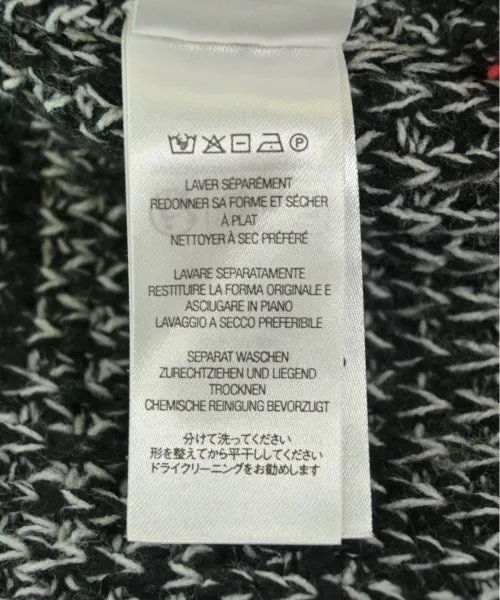 LAVER SÉPARÉMENT
REDONNER SA FORME ET SÉCHER
À PLAT
NETTOYER À SEC PRÉFÉRÉ
LAVARE SEPARATAMENTE
RESTITUIRE LA FORMA ORIGINALE E
ASCIUGARE IN PIANO
LAVAGGIO A SECCO PREFERIBILE
SEPARAT WASCHEN
ZURECHTZIEHEN UND LIEGEND
TROCKNEN
CHEMISCHE REINIGUNG BEVORZUGT
分けて洗ってください
形を整えてから平干ししてください
ドライクリーニングをお勧めします